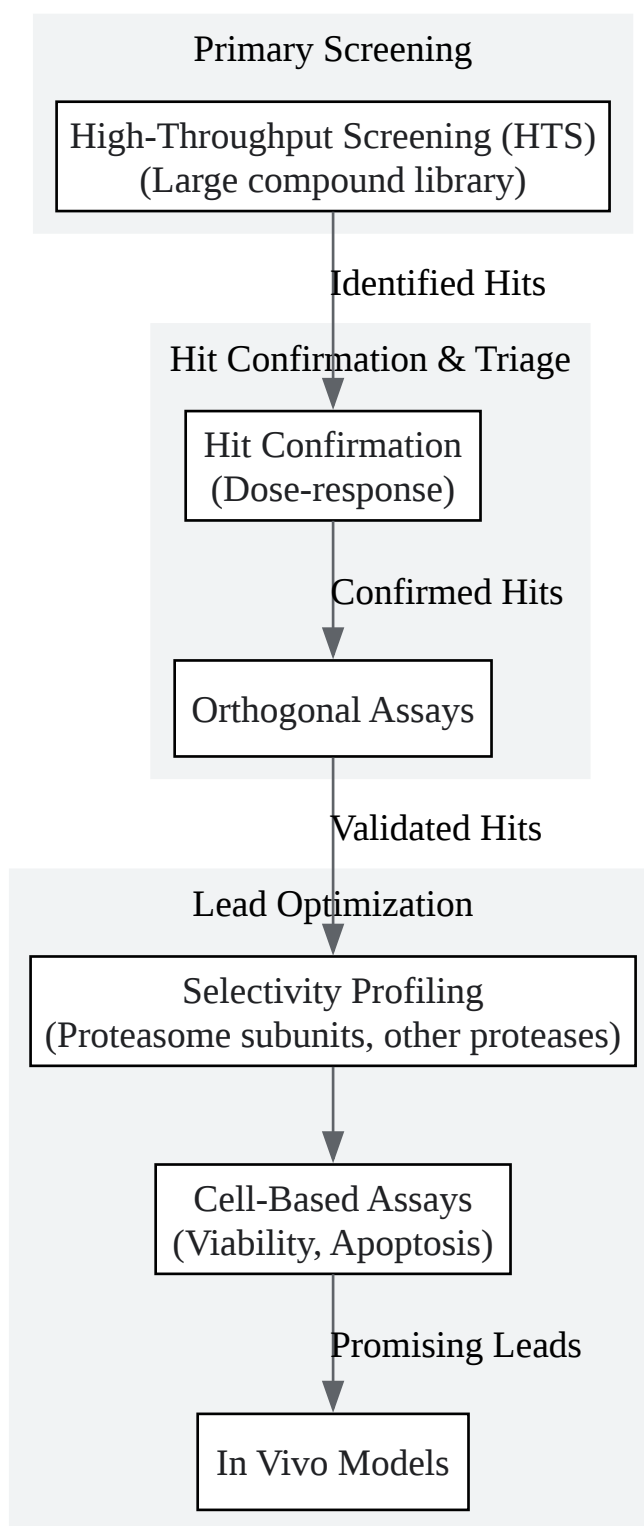 Primary Screening
High-Throughput Screening (HTS)
(Large compound library)
Identified Hits
Hit Confirmation & Triage
Hit Confirmation
(Dose-response)
Confirmed Hits
Orthogonal Assays
Validated Hits
Lead Optimization
Selectivity Profiling
(Proteasome subunits, other proteases)
Cell-Based Assays
(Viability, Apoptosis)
Promising Leads
In Vivo Models